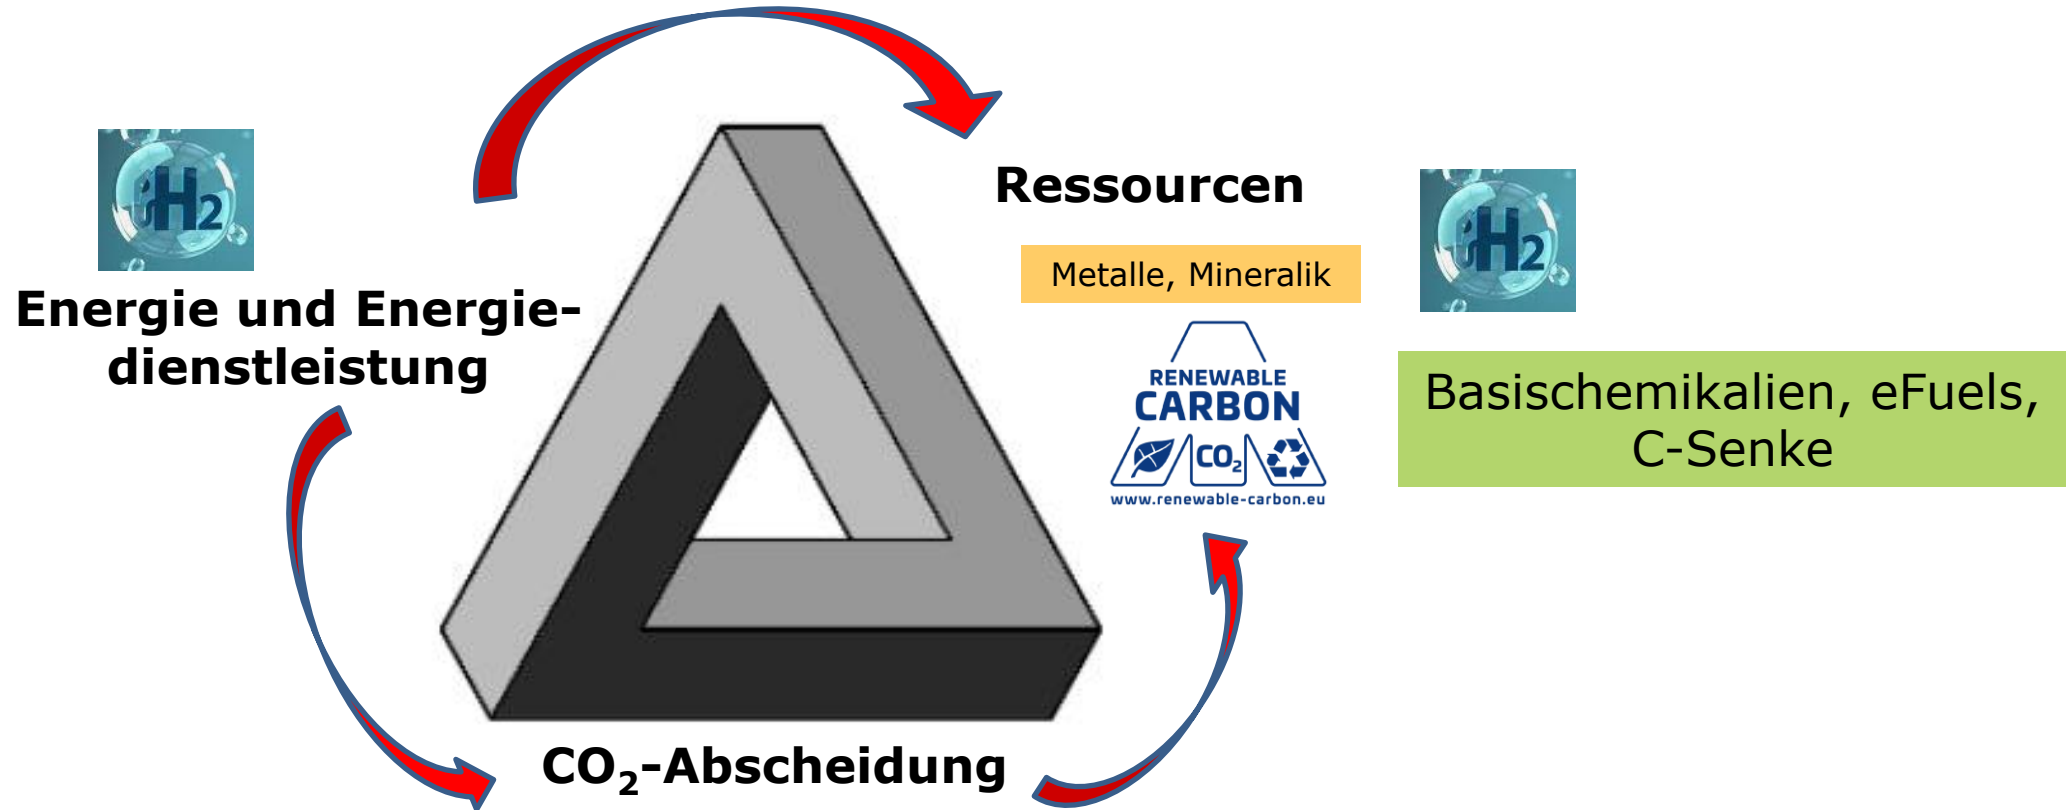 H2
Energie und Energie-
dienstleistung
Ressourcen
Metalle, Mineralik
RENEWABLE
CARBON
CO₂
www.renewable-carbon.eu
H2
Basischemikalien, eFuels,
C-Senke
CO₂-Abscheidung